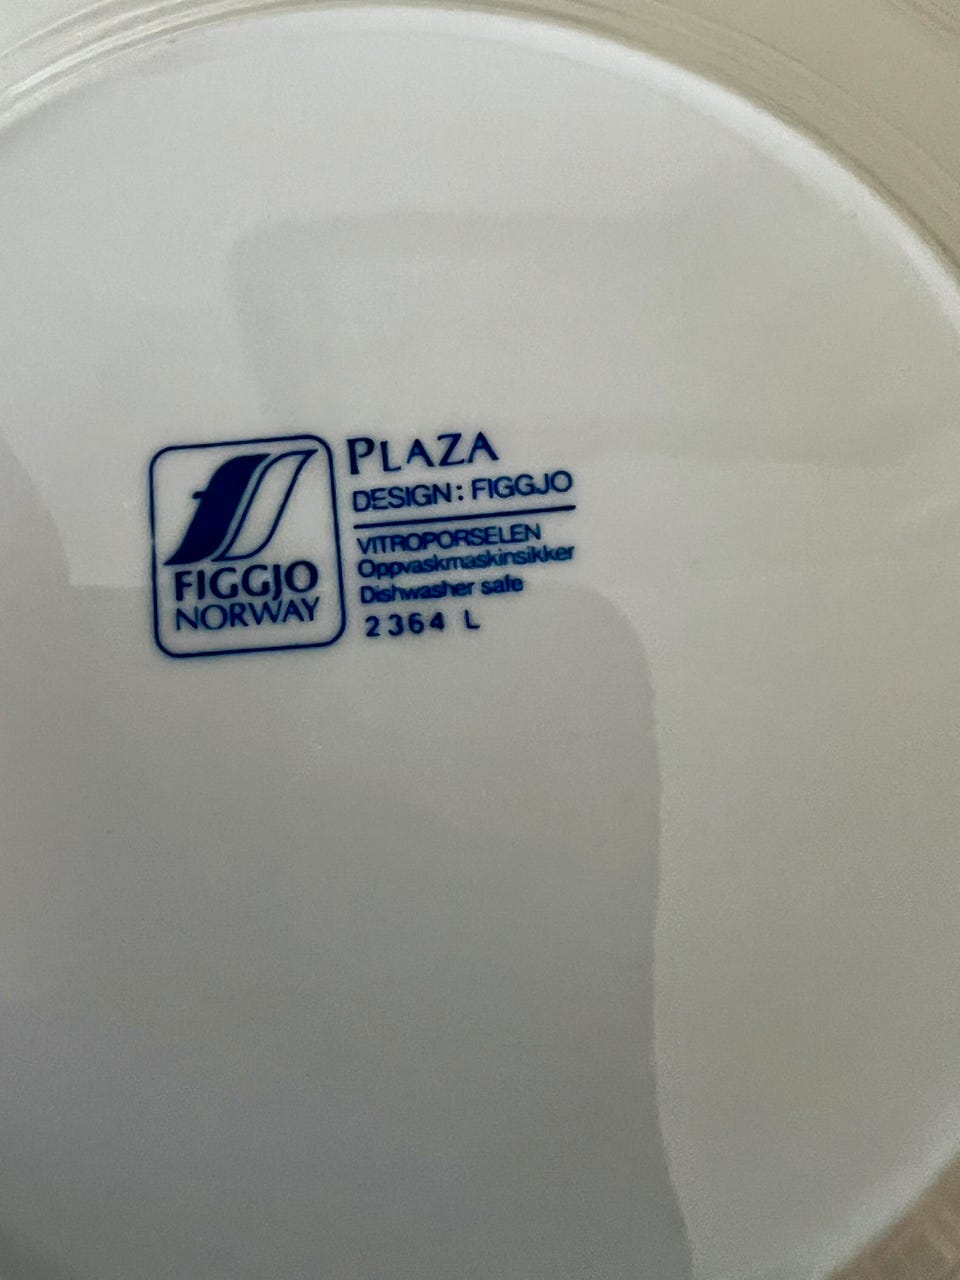 FIGGJO
NORWAY
PLAZA
DESIGN: FIGGJO
VITROPORSELEN
Oppvaskmaskinsikker
Dishwasher safe
2364 L